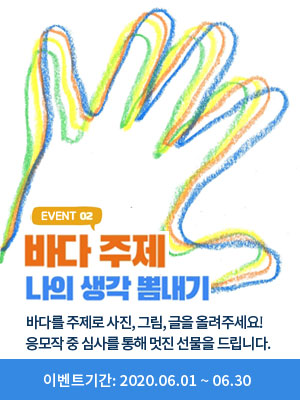 EVENT 02
바다 주제
나의 생각 뽐내기
바다를 주제로 사진, 그림, 글을 올려주세요!
응모작 중 심사를 통해 멋진 선물을 드립니다.
이벤트기간: 2020.06.01 ~ 06.30